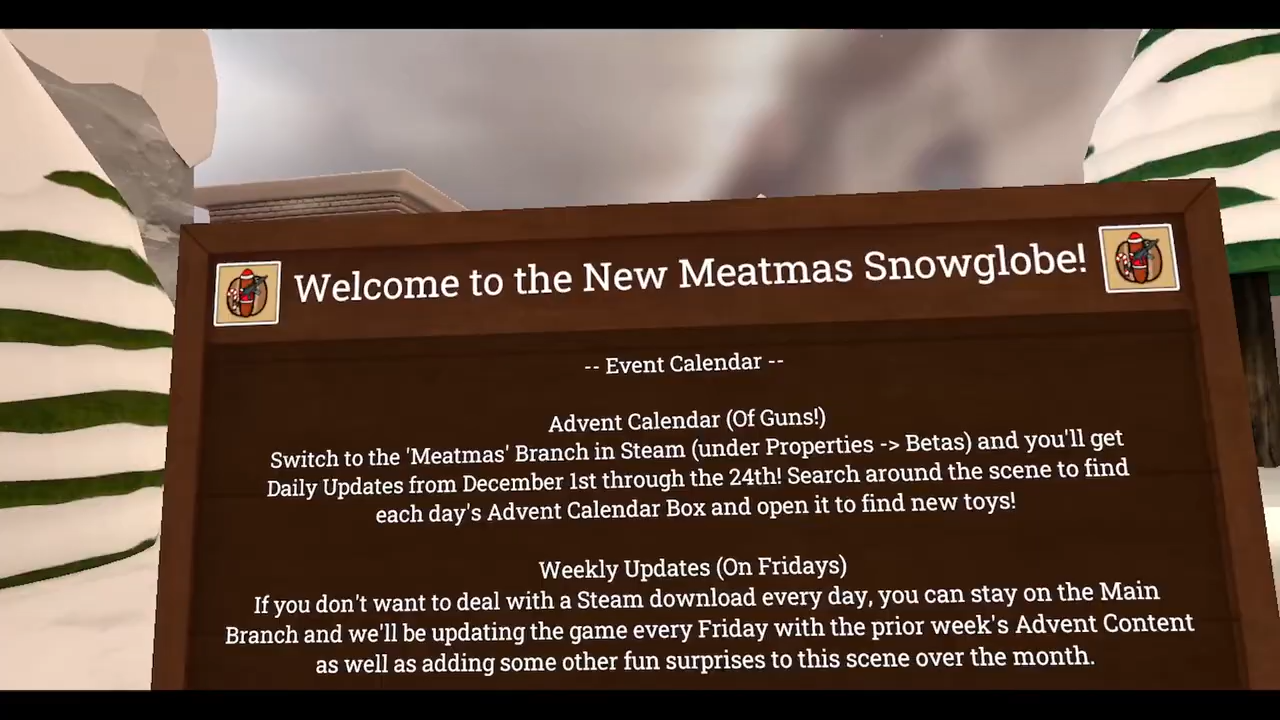 Welcome to the New Meatmas Snowglobe!
-- Event Calendar --
Advent Calendar (Of Guns!)
Switch to the 'Meatmas' Branch in Steam (under Properties -> Betas) and you'll get
Daily Updates from December 1st through the 24th! Search around the scene to find
each day's Advent Calendar Box and open it to find new toys!
Weekly Updates (On Fridays)
If you don't want to deal with a Steam download every day, you can stay on the Main
Branch and we'll be updating the game every Friday with the prior week's Advent Content
as well as adding some other fun surprises to this scene over the month.